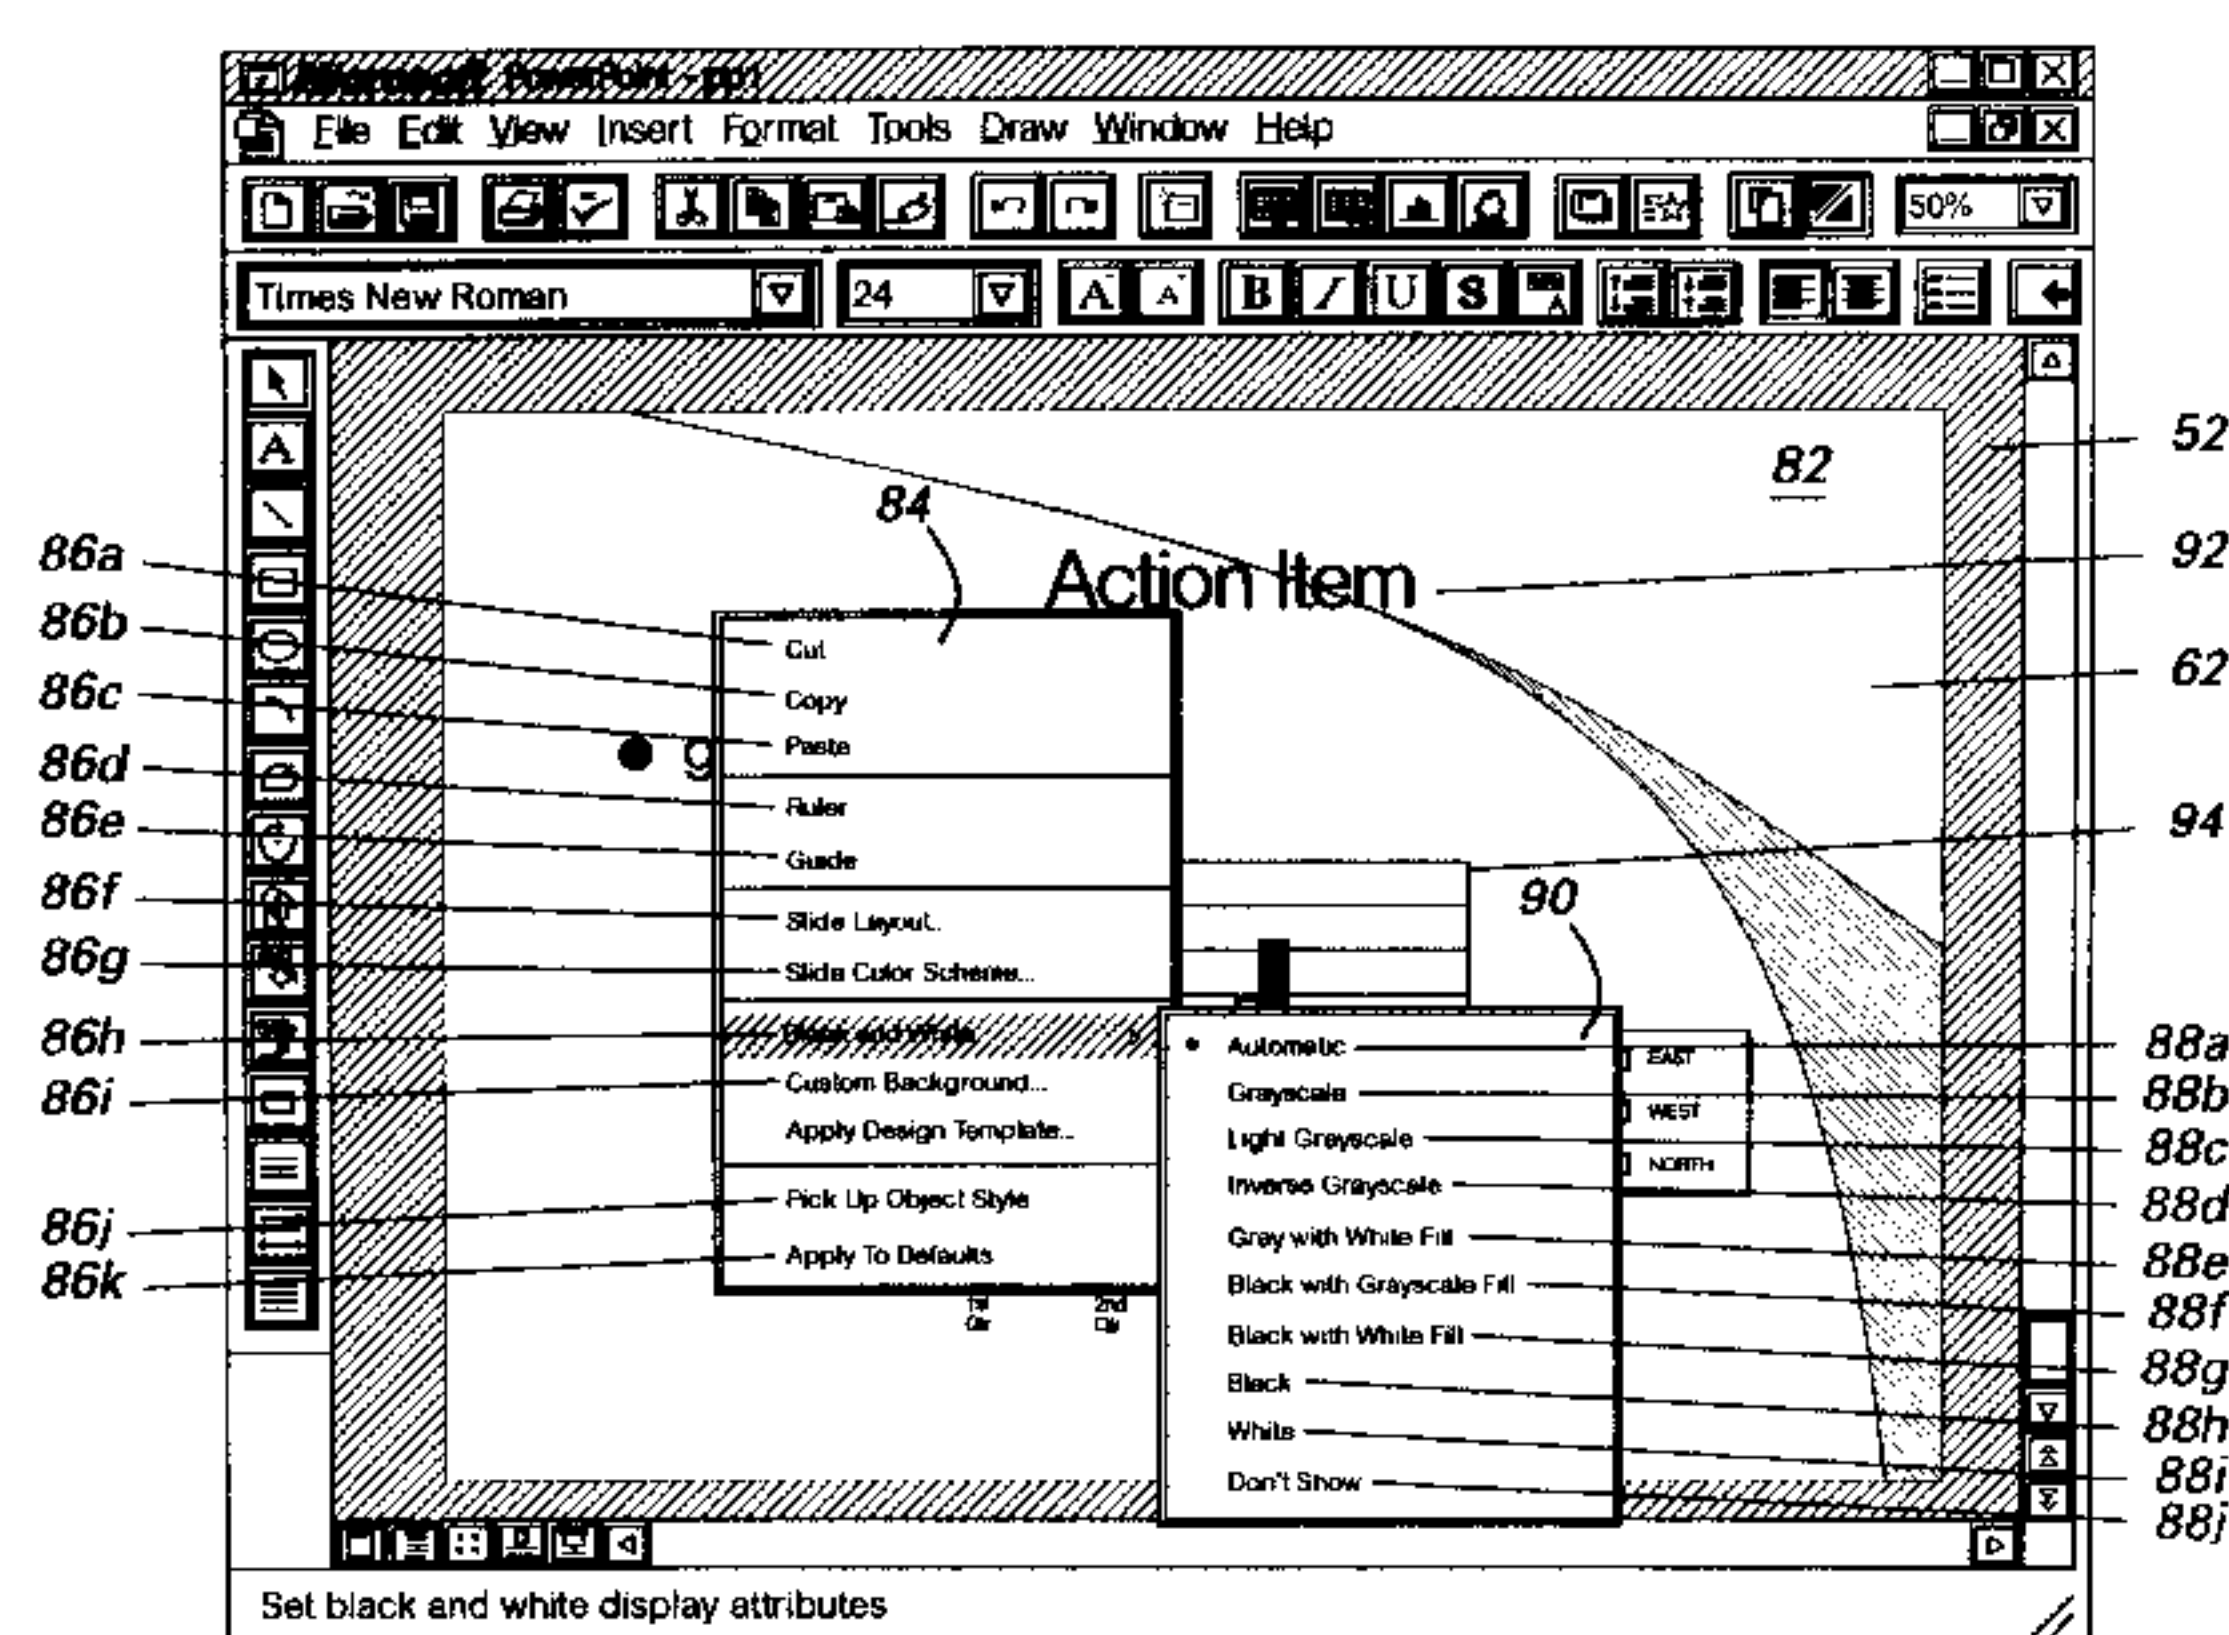 Microsoft PowerPoint - pp1
File Edit View Insert Format Tools Draw Window Help
50%
Times New Roman 24 A A B I U S A
A
52
82
84
86a
Action Item
92
86b
Cut
62
86c
Copy
Paste
86d
● g
Ruler
86e
Guide
94
86f
Slide Layout..
90
86g
Slide Color Scheme...
86h
Black and White
Automatic
EAST
88a
86i
Custom Background...
Grayscale
WEST
88b
Apply Design Template...
Light Grayscale
NORTH
88c
Inverse Grayscale
88d
86j
Pick Up Object Style
Gray with White Fill
88e
86k
Apply To Defaults
Black with Grayscale Fill
88f
1st Qtr
2nd Qtr
Black with White Fill
88g
Black
88h
White
88i
Don't Show
88j
Set black and white display attributes